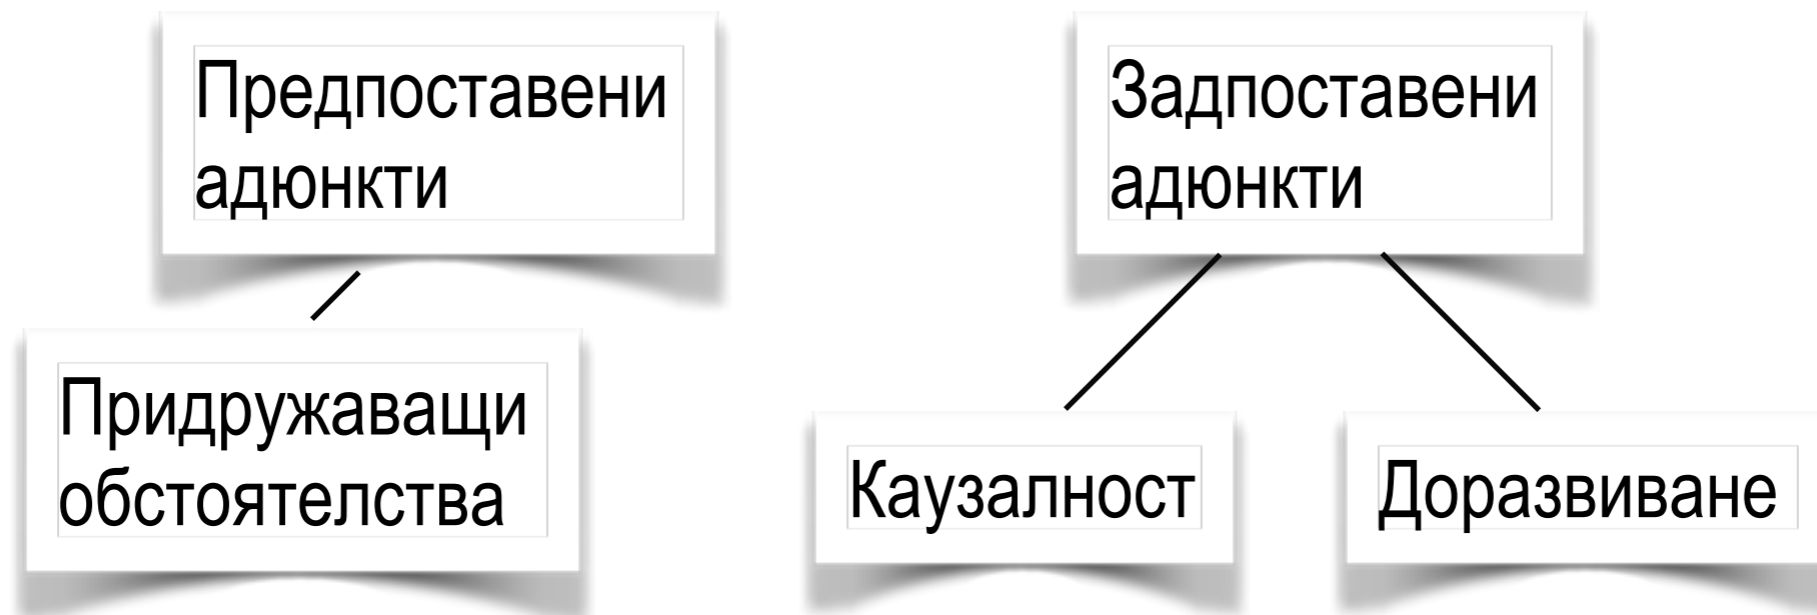 Предпоставени
адюнкти
Задпоставени
адюнкти
Придружаващи
обстоятелства
Каузалност
Доразвиване